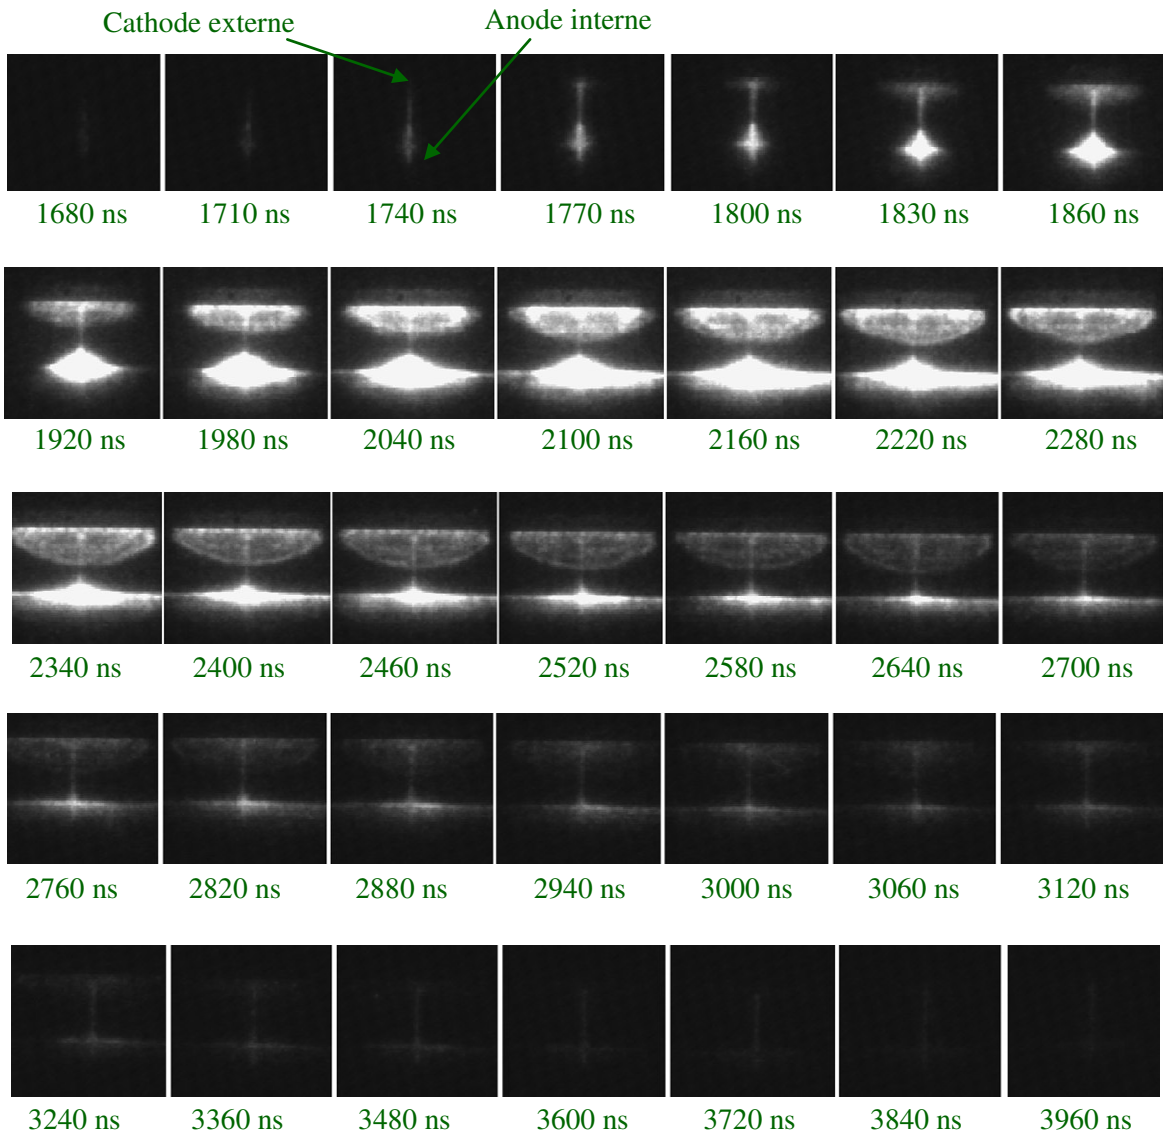 Cathode externe
Anode interne
1680 ns 1710 ns 1740 ns 1770 ns 1800 ns 1830 ns 1860 ns
1920 ns 1980 ns 2040 ns 2100 ns 2160 ns 2220 ns 2280 ns
2340 ns 2400 ns 2460 ns 2520 ns 2580 ns 2640 ns 2700 ns
2760 ns 2820 ns 2880 ns 2940 ns 3000 ns 3060 ns 3120 ns
3240 ns 3360 ns 3480 ns 3600 ns 3720 ns 3840 ns 3960 ns